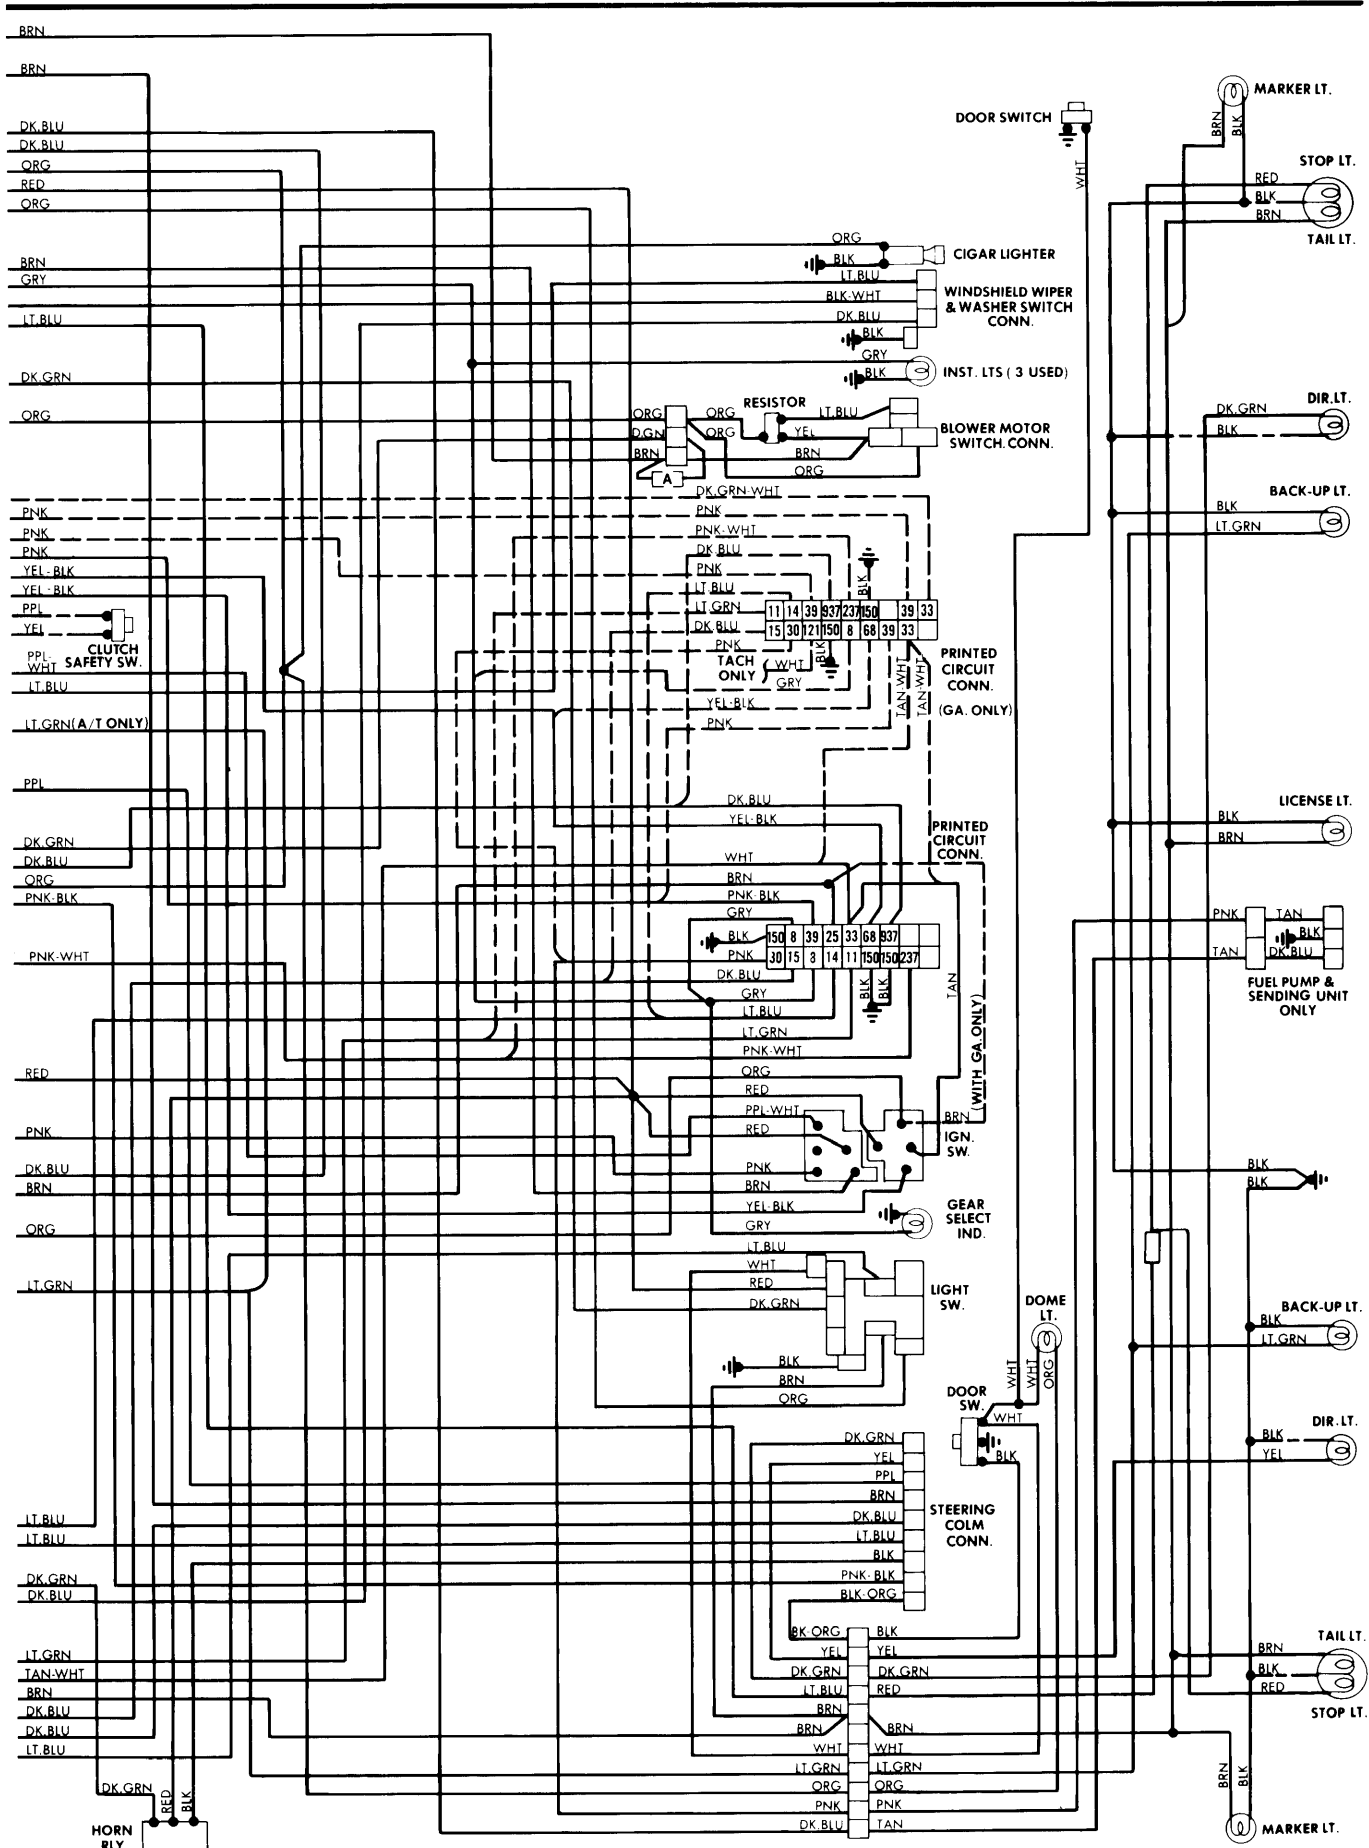 BRN
BRN
DK.BLU
DK.BLU
ORG
RED
ORG
BRN
GRY
LT.BLU
DK.GRN
ORG
PNK
PNK
PNK
YEL-BLK
YEL-BLK
PPL
YEL
CLUTCH
SAFETY SW.
PPL-
WHT
LT.BLU
LT.GRN(A/T ONLY)
PPL
DK.GRN
DK.BLU
ORG
PNK-BLK
PNK-WHT
RED
PNK
DK.BLU
BRN
ORG
LT.GRN
LT.BLU
LT.BLU
DK.GRN
DK.BLU
LT.GRN
TAN-WHT
BRN
DK.BLU
DK.BLU
LT.BLU
DK.GRN
RED
BLK
HORN
RLY
DOOR SWITCH
WHT
ORG
BLK
CIGAR LIGHTER
LT.BLU
BLK-WHT
DK.BLU
BLK
WINDSHIELD WIPER
& WASHER SWITCH
CONN.
GRY
BLK
INST. LTS ( 3 USED)
RESISTOR
ORG
ORG
LT.BLU
D.GN
ORG
YEL
BRN
BRN
ORG
A
BLOWER MOTOR
SWITCH. CONN.
DK.GRN-WHT
PNK
PNK-WHT
DK.BLU
PNK
LT.BLU
LT.GRN
DK.BLU
PNK
BLK
11 14 39 937 237 150 39 33
15 30 121 150 8 68 39 33
TACH
ONLY
WHT
GRY
BLK
YEL-BLK
PNK
TAN-WHT
TAN-WHT
PRINTED
CIRCUIT
CONN.
(GA. ONLY)
DK.BLU
YEL-BLK
PRINTED
CIRCUIT
CONN.
WHT
BRN
PNK-BLK
GRY
BLK
PNK
DK.BLU
150 8 39 25 33 68 937
30 15 8 14 11 150 150 237
GRY
LT.BLU
LT.GRN
PNK-WHT
BLK
BLK
TAN
(WITH GA.ONLY)
ORG
RED
PPL-WHT
RED
PNK
BRN
YEL-BLK
GRY
BRN
IGN.
SW.
GEAR
SELECT
IND.
LT.BLU
WHT
RED
DK.GRN
BLK
BRN
ORG
LIGHT
SW.
DOME
LT.
WHT
WHT
ORG
DOOR
SW.
WHT
BLK
DK.GRN
YEL
PPL
BRN
DK.BLU
LT.BLU
BLK
PNK-BLK
BLK-ORG
STEERING
COLM
CONN.
BK-ORG BLK
YEL YEL
DK.GRN DK.GRN
LT.BLU RED
BRN
BRN BRN
WHT WHT
LT.GRN LT.GRN
ORG ORG
PNK PNK
DK.BLU TAN
MARKER LT.
BRN
BLK
STOP LT.
RED
BLK
BRN
TAIL LT.
DIR.LT.
DK.GRN
BLK
BACK-UP LT.
BLK
LT.GRN
LICENSE LT.
BLK
BRN
PNK TAN
BLK
TAN DK.BLU
FUEL PUMP &
SENDING UNIT
ONLY
BLK
BLK
BACK-UP LT.
BLK
LT.GRN
DIR.LT.
BLK
YEL
TAIL LT.
BRN
BLK
RED
STOP LT.
BRN
BLK
MARKER LT.